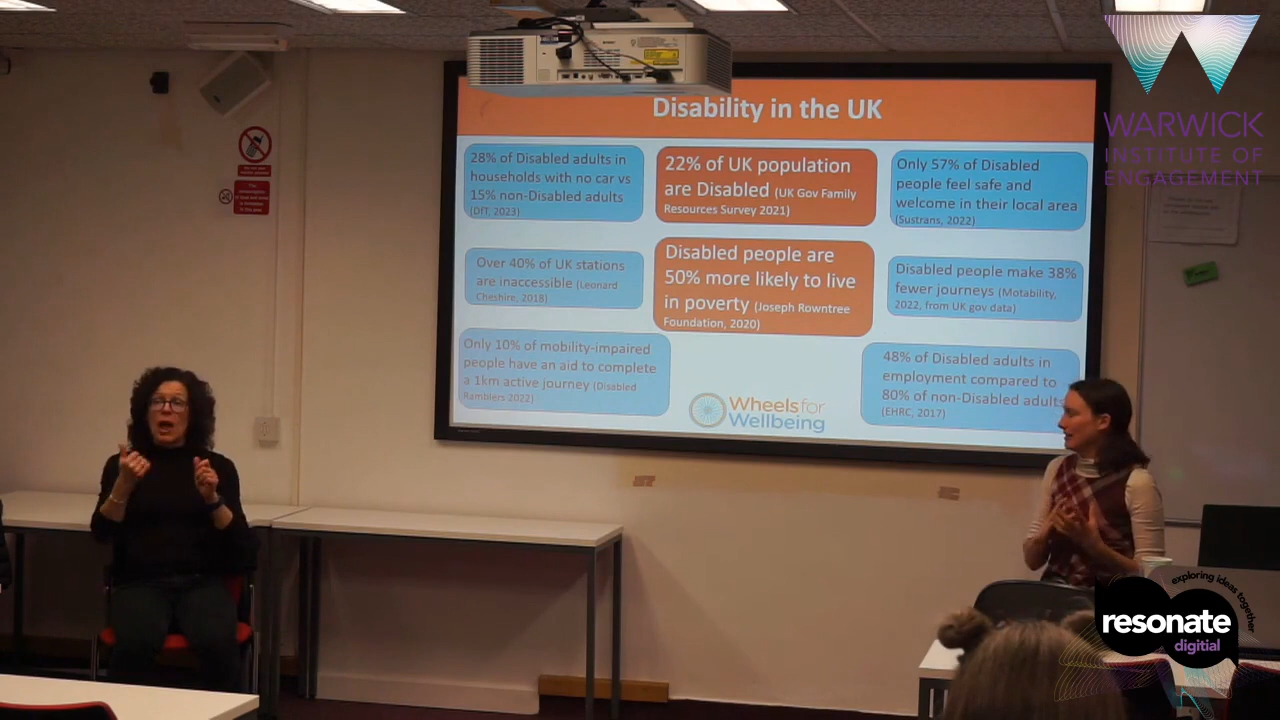 Disability in the UK
28% of Disabled adults in
households with no car vs
15% non-Disabled adults
(DfT, 2023)
22% of UK population
are Disabled (UK Gov Family
Resources Survey 2021)
Only 57% of Disabled
people feel safe and
welcome in their local area
(Sustrans, 2022)
Over 40% of UK stations
are inaccessible (Leonard
Cheshire, 2018)
Disabled people are
50% more likely to live
in poverty (Joseph Rowntree
Foundation, 2020)
Disabled people make 38%
fewer journeys (Motability,
2022, from UK gov data)
Only 10% of mobility-impaired
people have an aid to complete
a 1km active journey (Disabled
Ramblers 2022)
48% of Disabled adults in
employment compared to
80% of non-Disabled adults
(EHRC, 2017)
Wheels for
Wellbeing
WARWICK
INSTITUTE OF
ENGAGEMENT
exploring ideas together
resonate
digitial